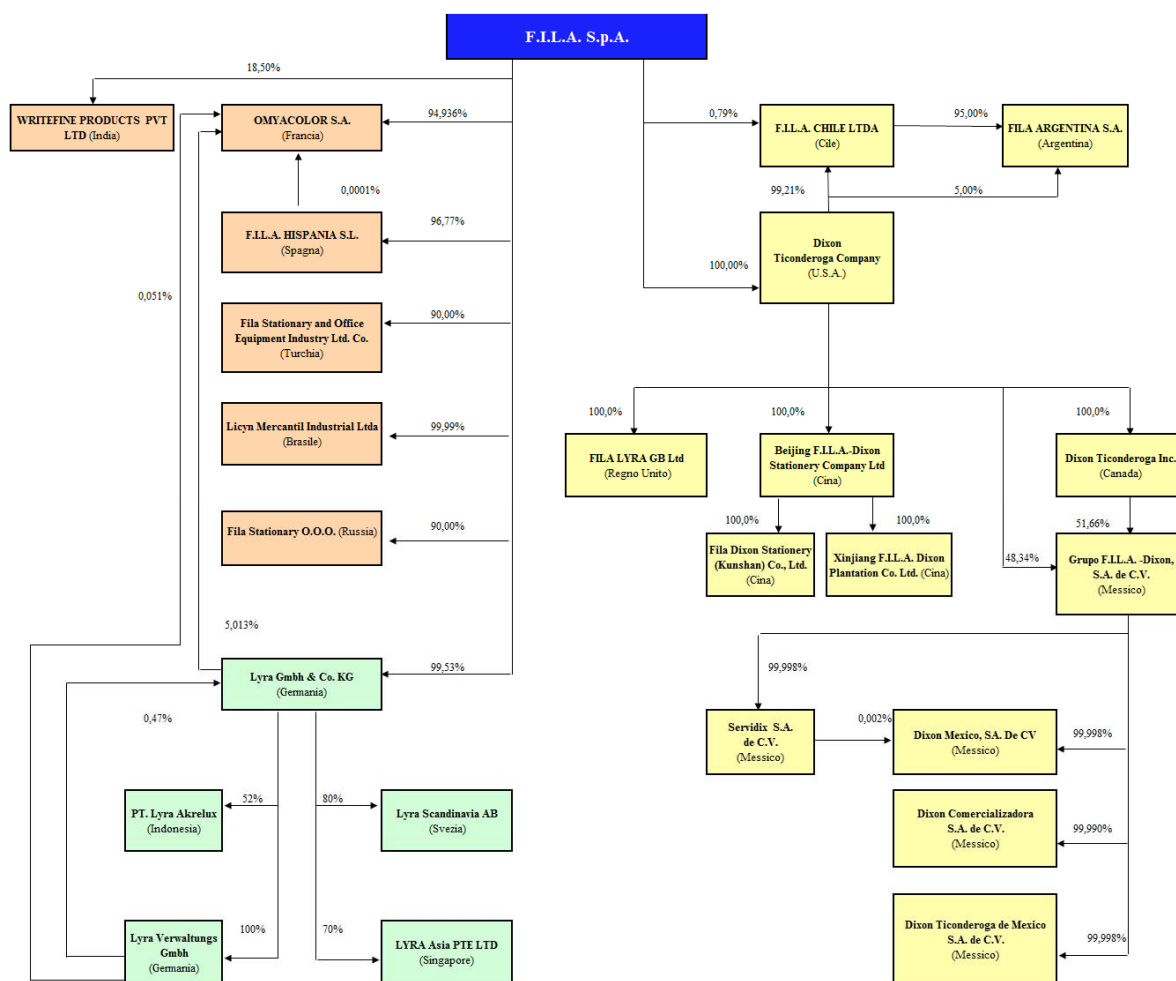 F.I.L.A. S.p.A.
18,50%
WRITEFINE PRODUCTS PVT
LTD (India)
OMYACOLOR S.A.
(Francia)
94,936%
0,79%
F.I.L.A. CHILE LTDA
(Cile)
95,00%
FILA ARGENTINA S.A.
(Argentina)
0,0001%
99,21%
5,00%
F.I.L.A. HISPANIA S.L.
(Spagna)
96,77%
Dixon
Ticonderoga Company
(U.S.A.)
100,00%
0,051%
Fila Stationary and Office
Equipment Industry Ltd. Co.
(Turchia)
90,00%
Licyn Mercantil Industrial Ltda
(Brasile)
99,99%
100,0%
100,0%
100,0%
FILA LYRA GB Ltd
(Regno Unito)
Beijing F.I.L.A.-Dixon
Stationery Company Ltd
(Cina)
Dixon Ticonderoga Inc.
(Canada)
Fila Stationary O.O.O. (Russia)
90,00%
100,0%
100,0%
51,66%
Fila Dixon Stationery
(Kunshan) Co., Ltd.
(Cina)
Xinjiang F.I.L.A. Dixon
Plantation Co. Ltd. (Cina)
48,34%
Grupo F.I.L.A. -Dixon,
S.A. de C.V.
(Messico)
5,013%
Lyra Gmbh & Co. KG
(Germania)
99,53%
99,998%
0,47%
Servidix S.A.
de C.V.
(Messico)
0,002%
Dixon Mexico, SA. De CV
(Messico)
99,998%
PT. Lyra Akrelux
(Indonesia)
52%
80%
Lyra Scandinavia AB
(Svezia)
Dixon Comercializadora
S.A. de C.V.
(Messico)
99,990%
Lyra Verwaltungs
Gmbh
(Germania)
100%
70%
LYRA Asia PTE LTD
(Singapore)
Dixon Ticonderoga de Mexico
S.A. de C.V.
(Messico)
99,998%